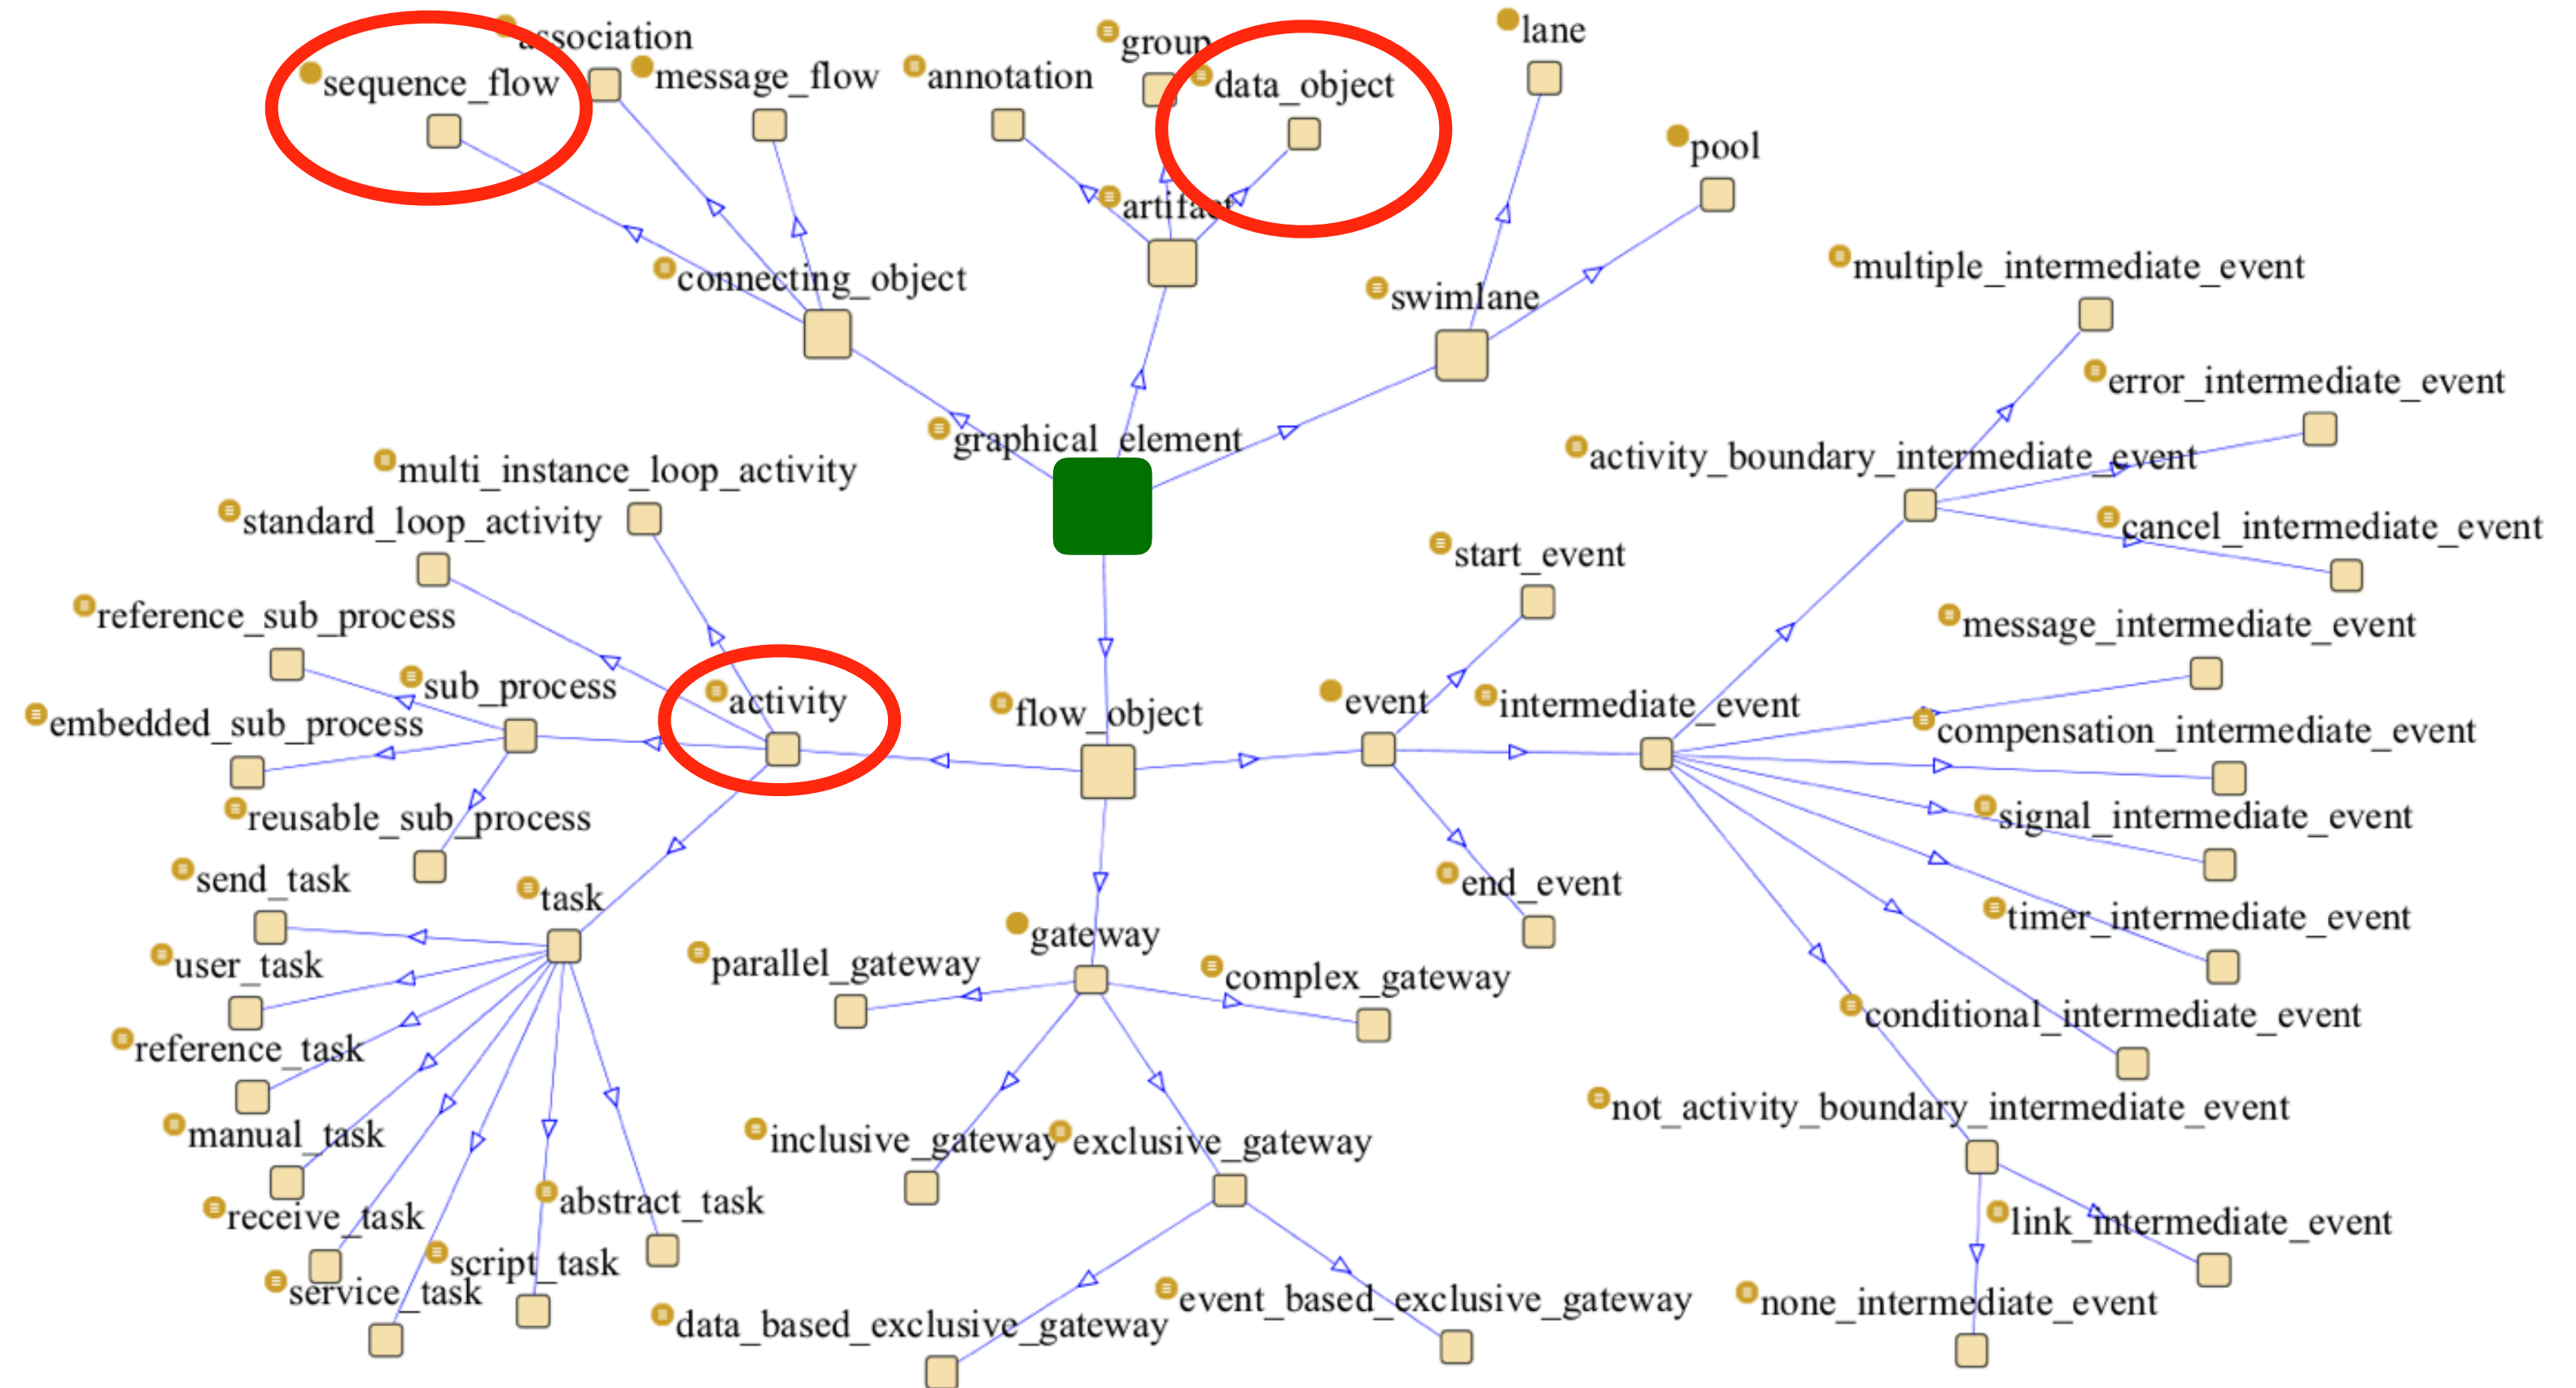 association
group
lane
sequence_flow
message_flow
annotation
data_object
pool
artifact
connecting_object
swimlane
multiple_intermediate_event
error_intermediate_event
graphical_element
activity_boundary_intermediate_event
multi_instance_loop_activity
standard_loop_activity
cancel_intermediate_event
start_event
reference_sub_process
message_intermediate_event
sub_process
activity
flow_object
event
intermediate_event
embedded_sub_process
compensation_intermediate_event
reusable_sub_process
signal_intermediate_event
send_task
task
end_event
timer_intermediate_event
gateway
user_task
parallel_gateway
complex_gateway
conditional_intermediate_event
reference_task
not_activity_boundary_intermediate_event
manual_task
inclusive_gateway
exclusive_gateway
abstract_task
receive_task
link_intermediate_event
script_task
service_task
event_based_exclusive_gateway
none_intermediate_event
data_based_exclusive_gateway